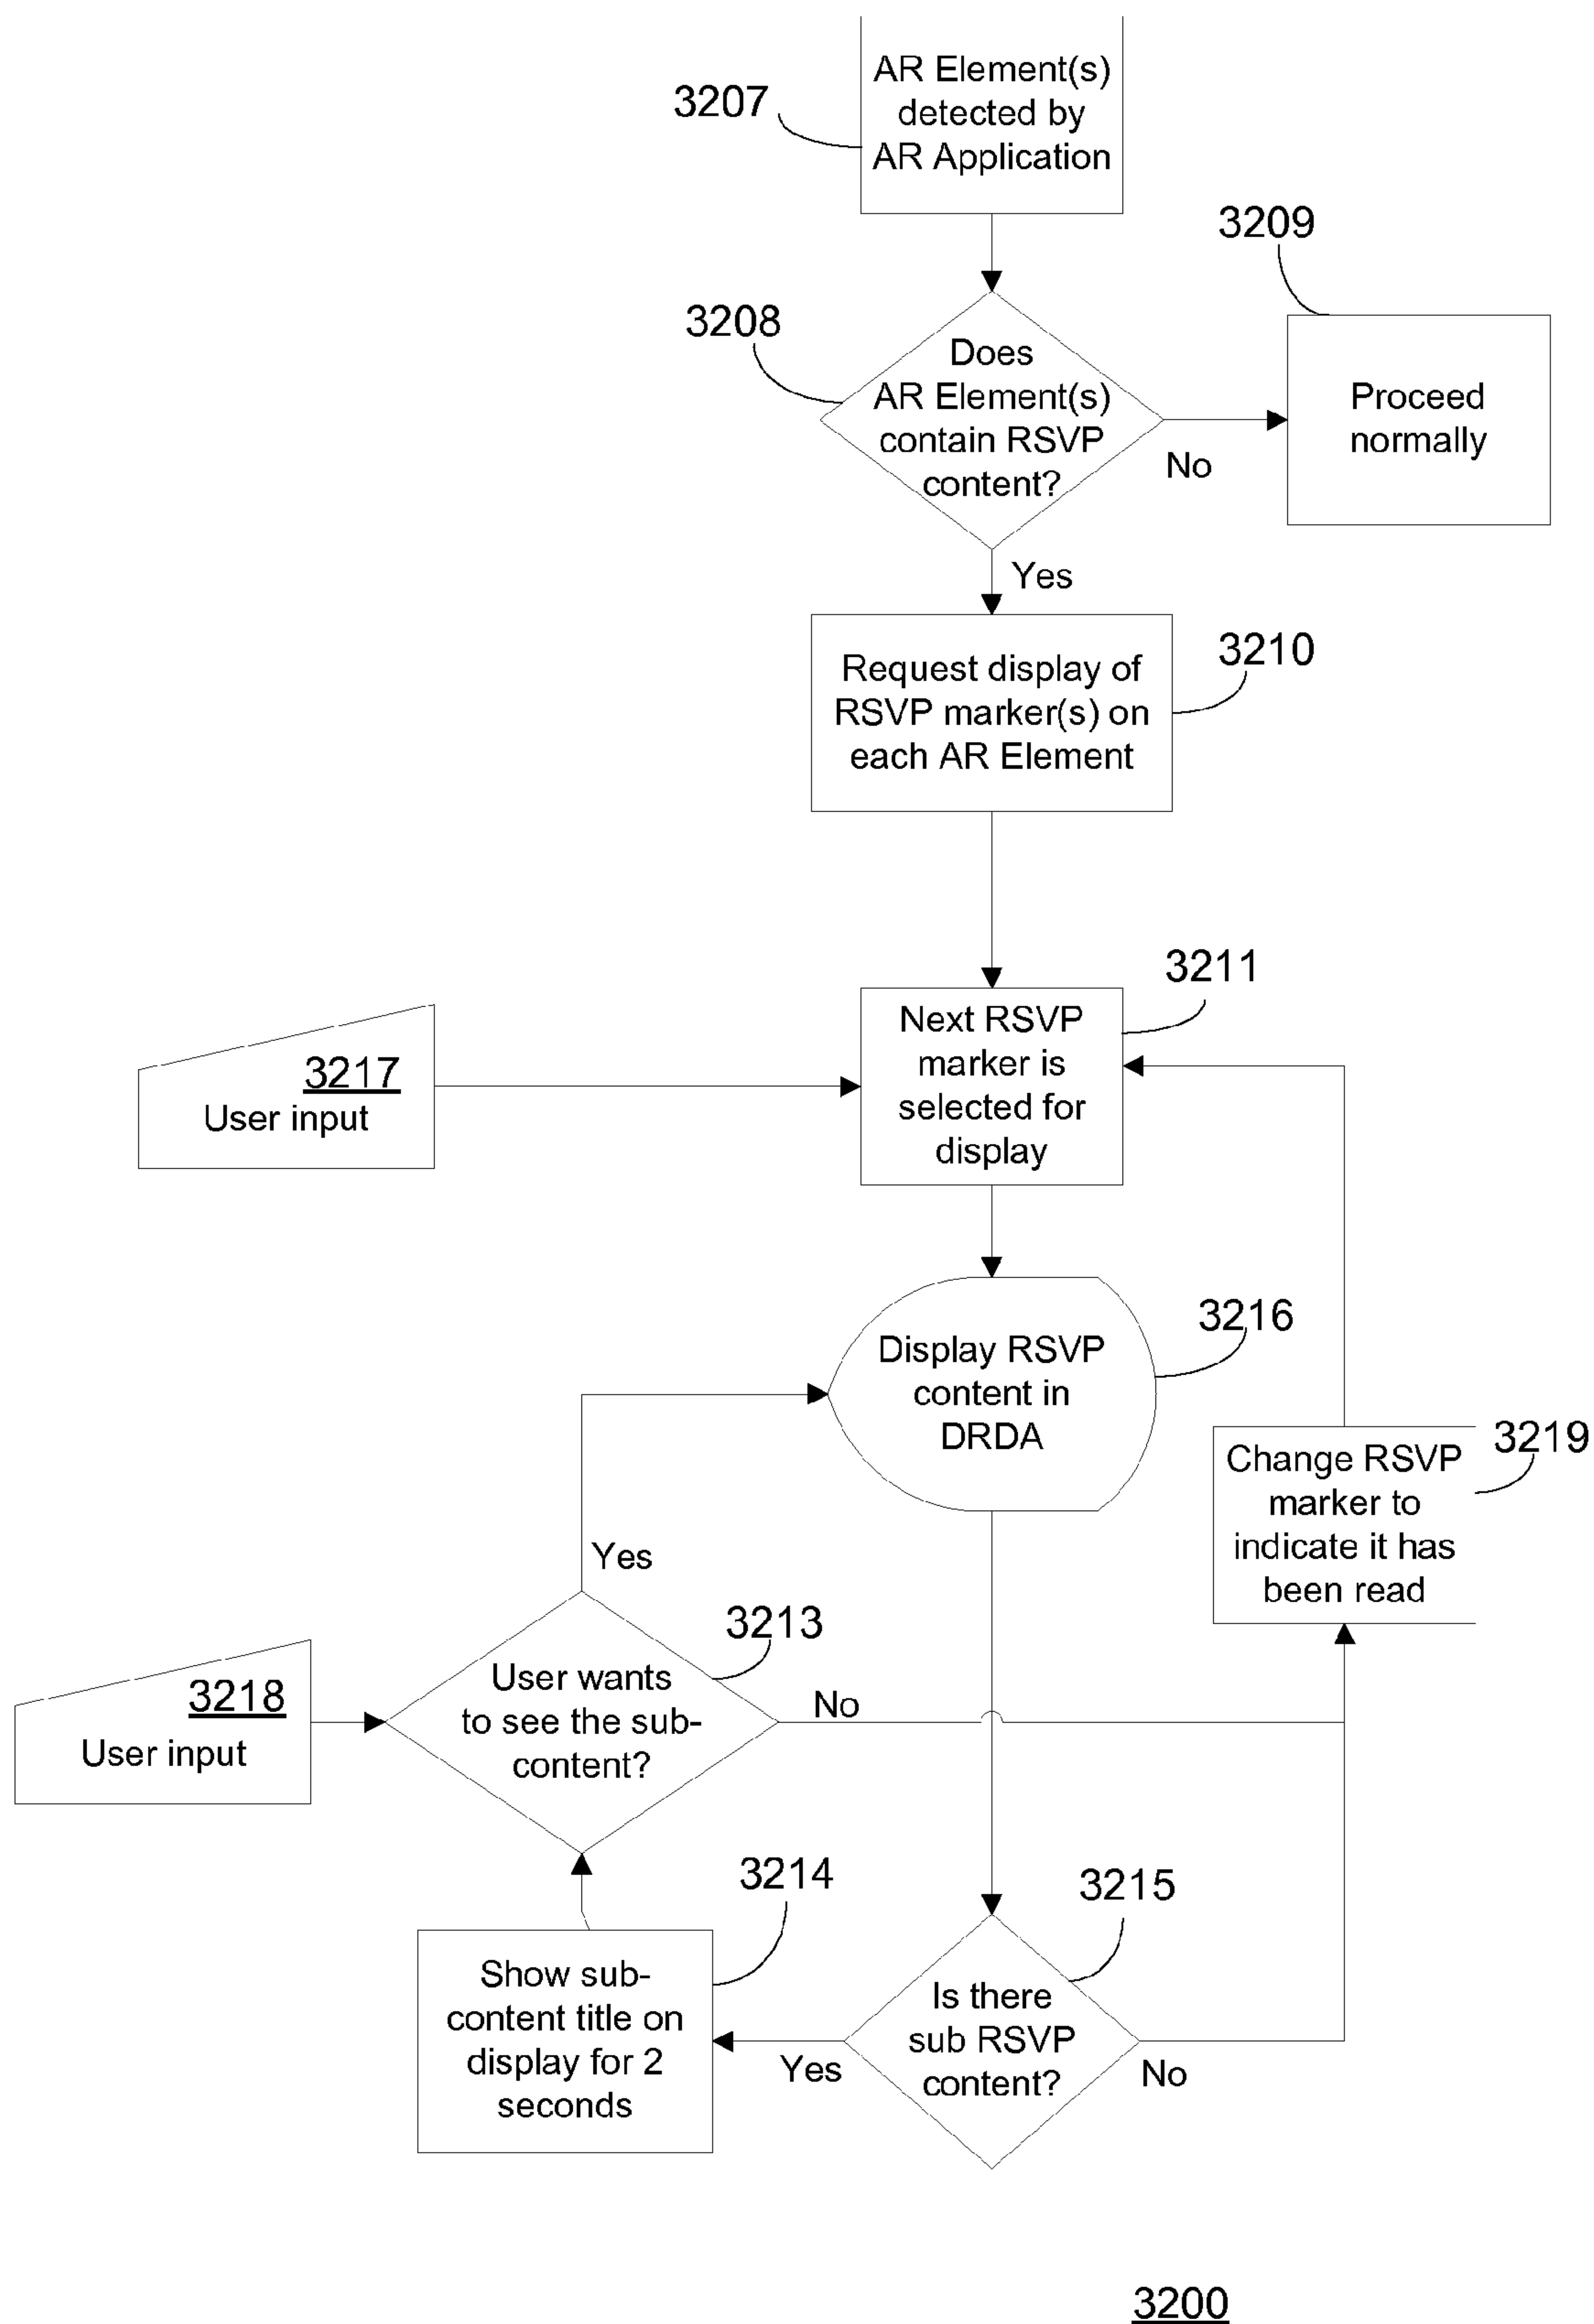 3207
AR Element(s)
detected by
AR Application
3209
3208
Does
AR Element(s)
contain RSVP
content?
No
Proceed
normally
Yes
Request display of
RSVP marker(s) on
each AR Element
3210
3211
Next RSVP
marker is
selected for
display
3217
User input
3216
Display RSVP
content in
DRDA
3219
Change RSVP
marker to
indicate it has
been read
Yes
3213
User wants
to see the sub-
content?
No
3218
User input
3214
Show sub-
content title on
display for 2
seconds
3215
Is there
sub RSVP
content?
Yes
No
3200